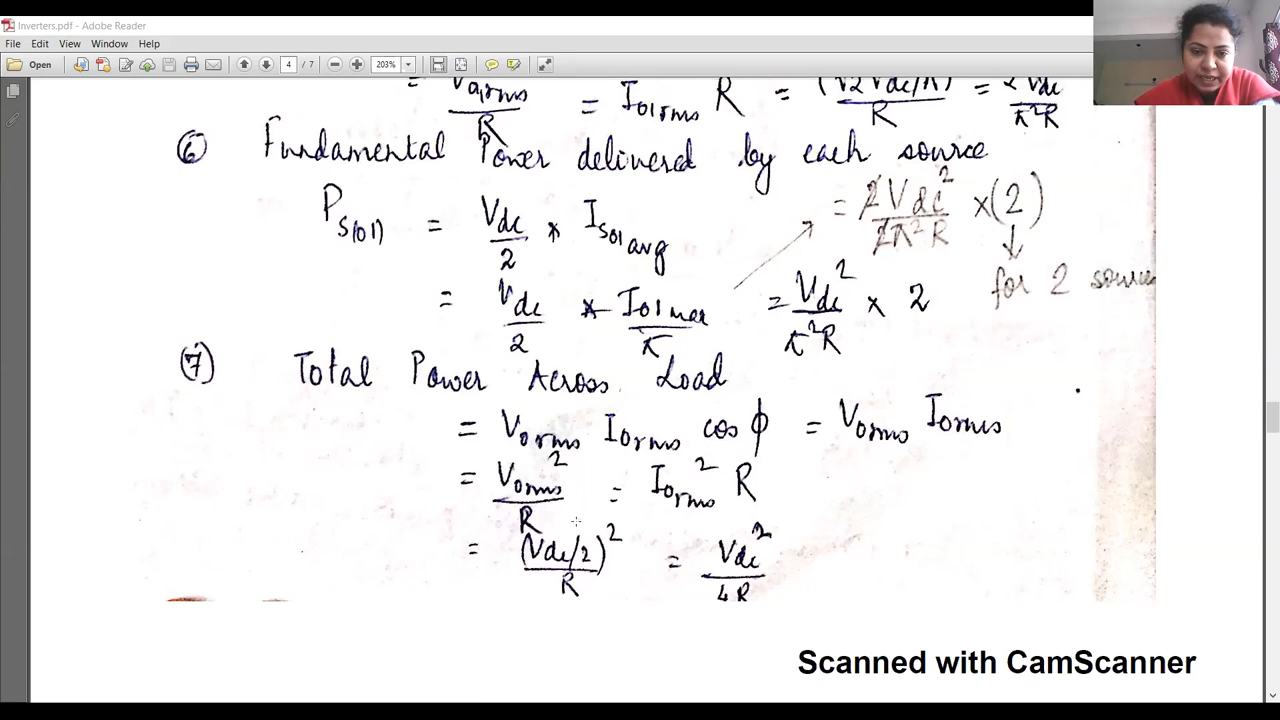 Inverters.pdf - Adobe Reader
File Edit View Window Help
Open 4 / 7 203%
= Vo1rms / R = Io1rms R = (√2 Vdc/π) / R = 2Vdc / π²R
⑥ Fundamental Power delivered by each source
Ps(01) = Vdc/2 * Is01avg = 2Vdc²/2π²R × (2)
for 2 source
= Vdc/2 * I01max/π = Vdc²/π²R × 2
(7) Total Power Across Load
= Vorms Iorms cos ϕ = Vorms Iorms
= Vorms²/R = Iorms² R
= (Vdc/2)²/R = Vdc²/4R
Scanned with CamScanner